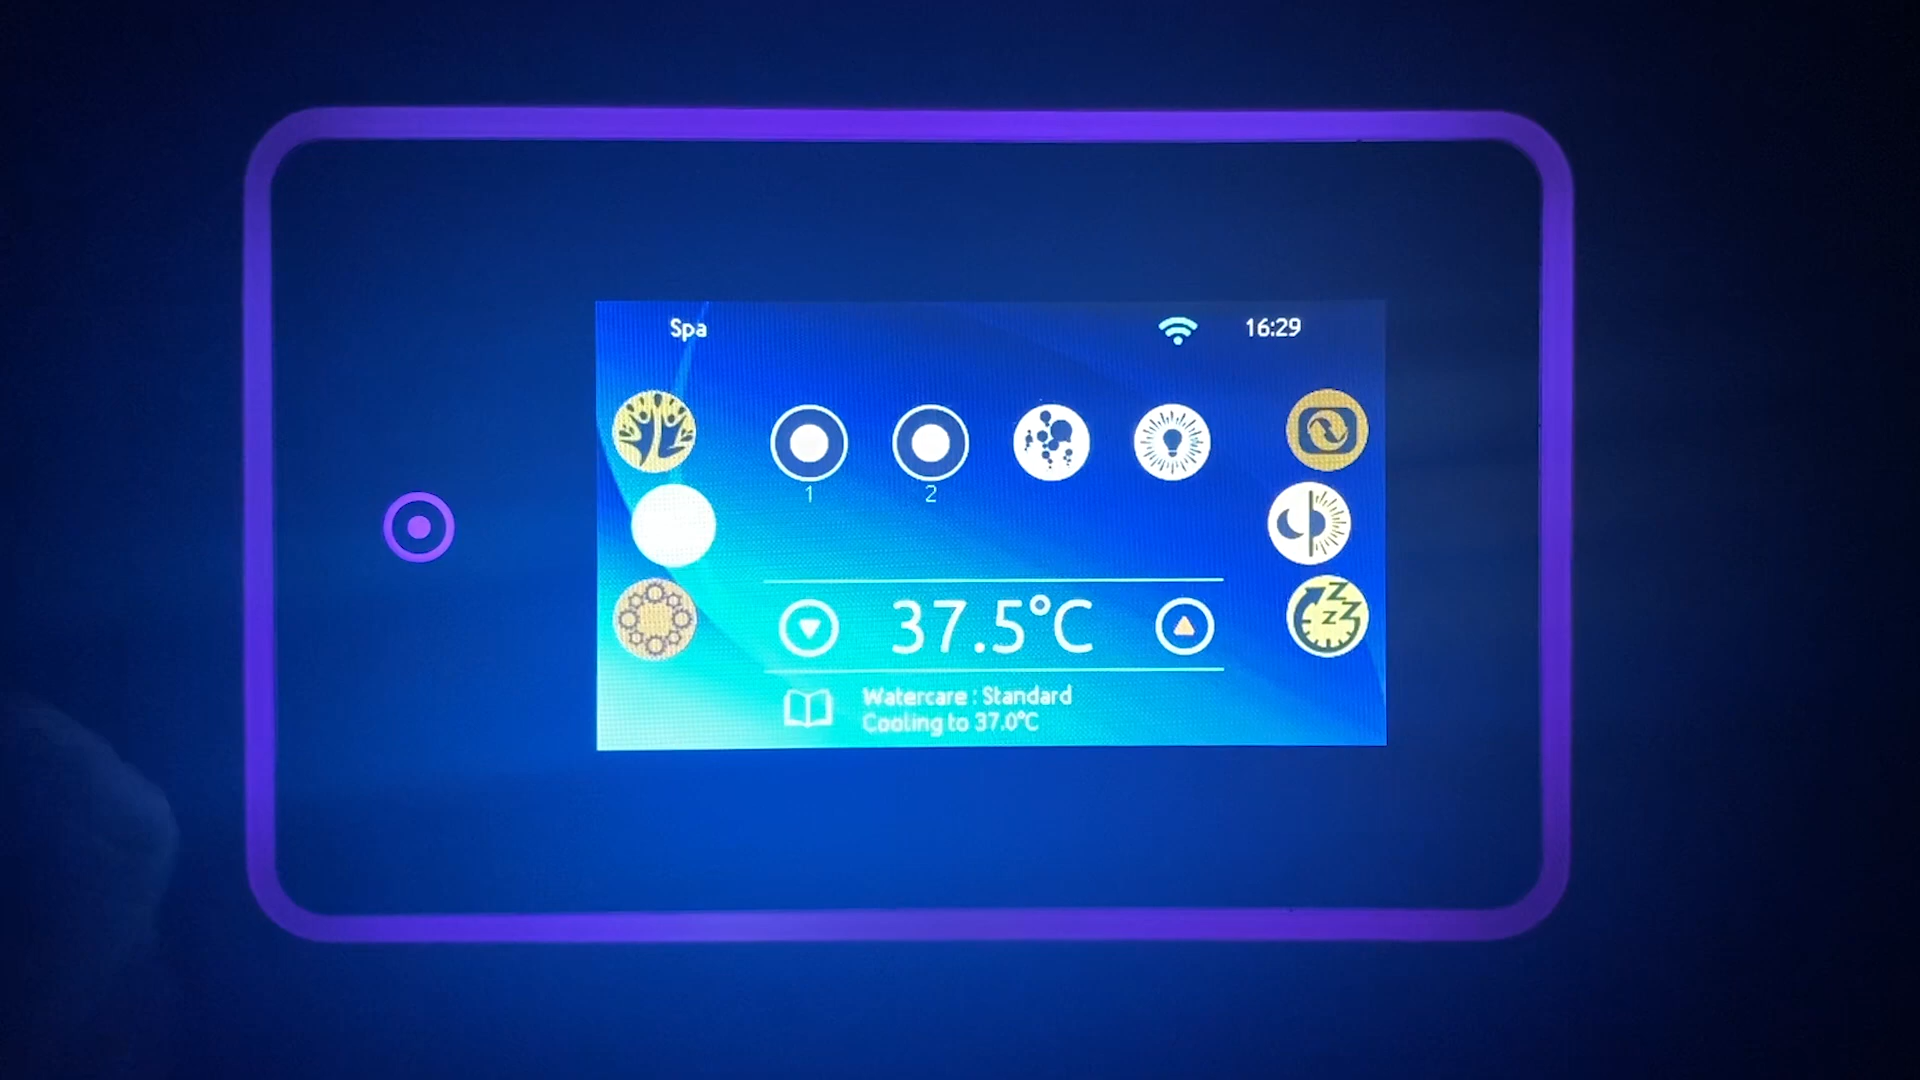 Spa
16:29
1
2
37.5°C
Watercare : Standard
Cooling to 37.0°C